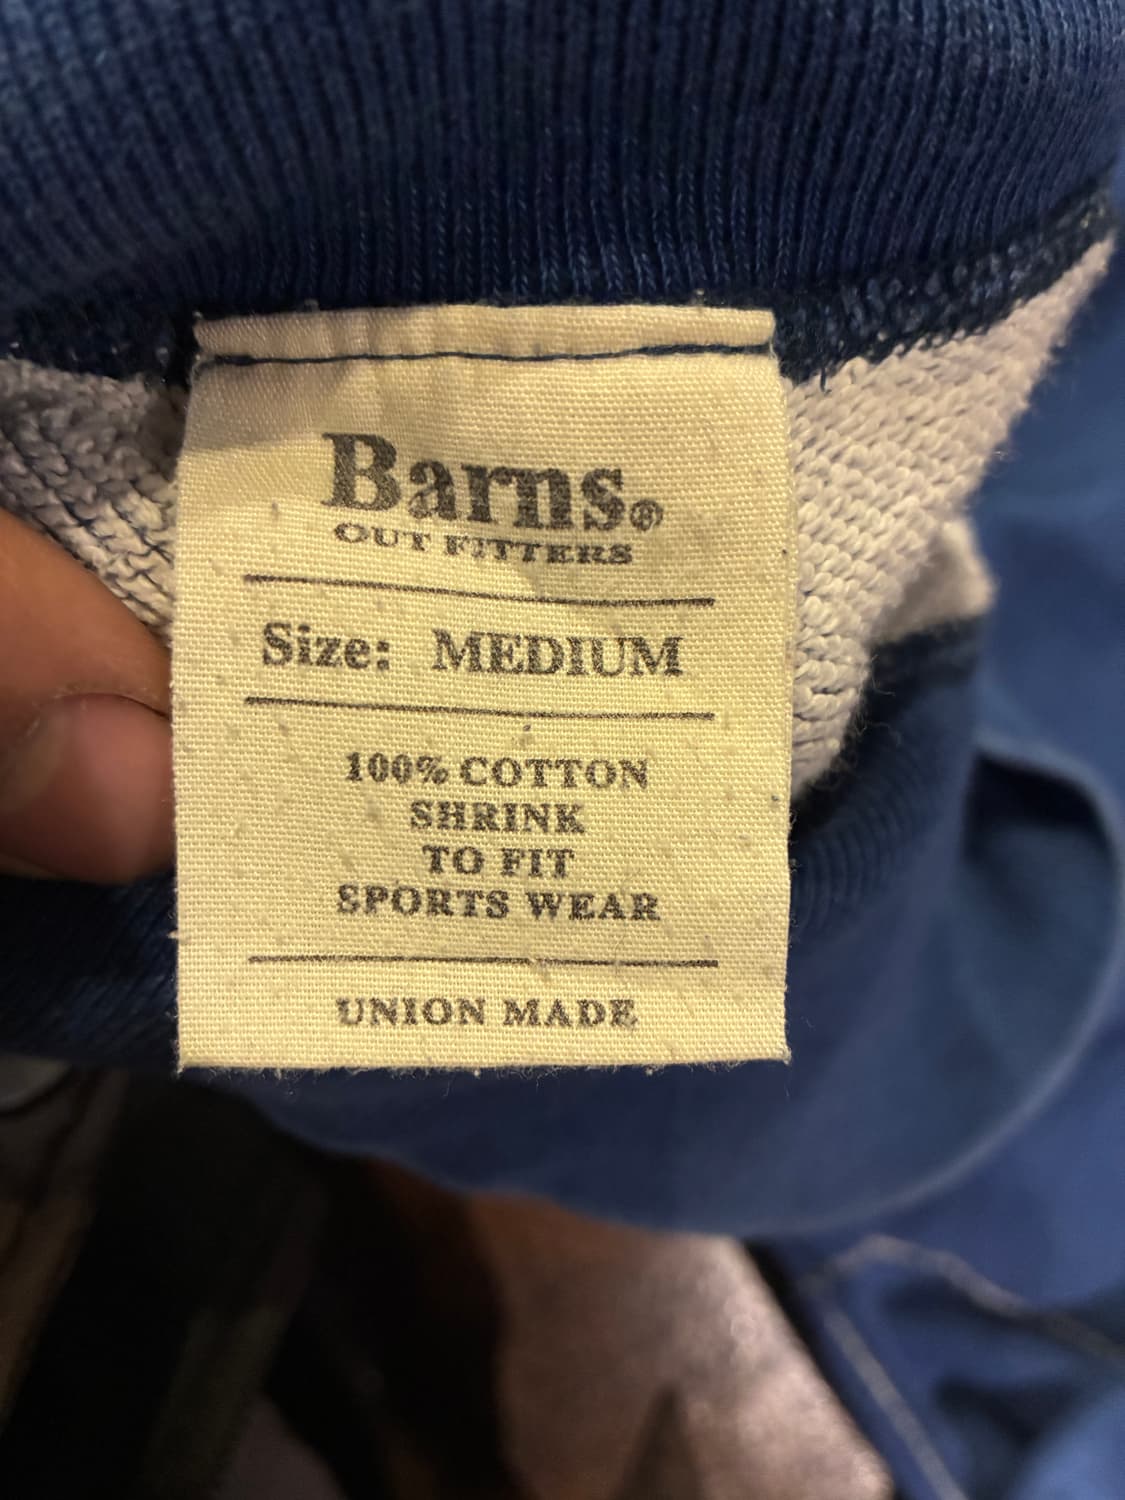 Barns®
OUT FITTERS
Size: MEDIUM
100% COTTON
SHRINK
TO FIT
SPORTS WEAR
UNION MADE